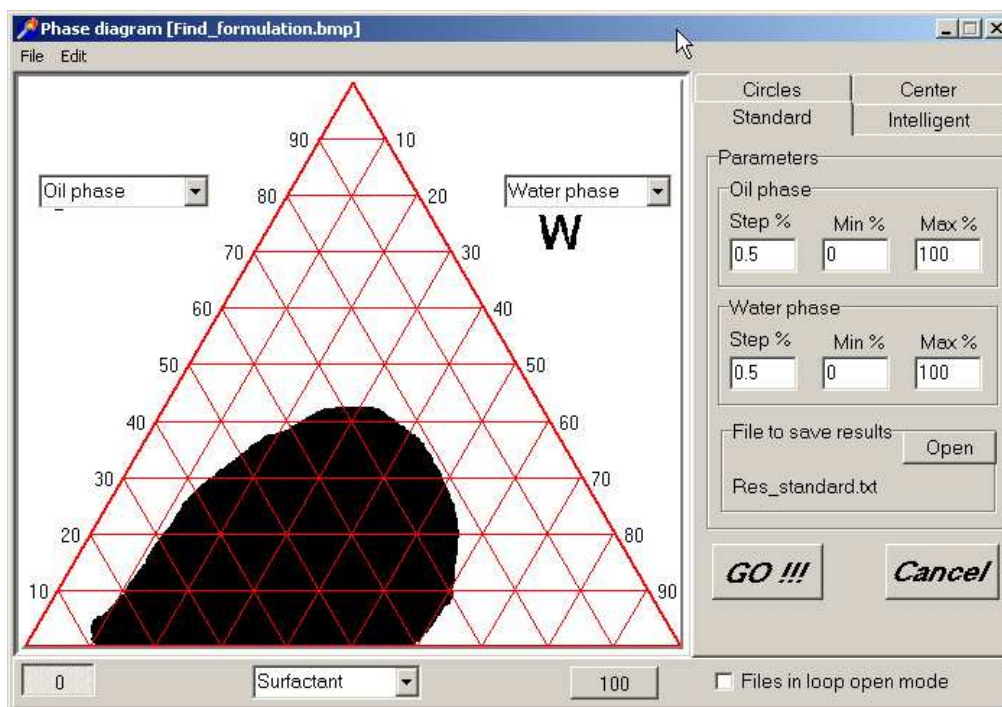 Phase diagram [Find_formulation.bmp]
File Edit
Circles Center
Standard Intelligent
90 10
Oil phase Water phase
80 20
W
70 30
60 40
50 50
40 60
30 70
20 80
10 90
0 Surfactant 100
Parameters
Oil phase
Step % Min % Max %
0.5 0 100
Water phase
Step % Min % Max %
0.5 0 100
File to save results
Open
Res_standard.txt
GO !!! Cancel
Files in loop open mode